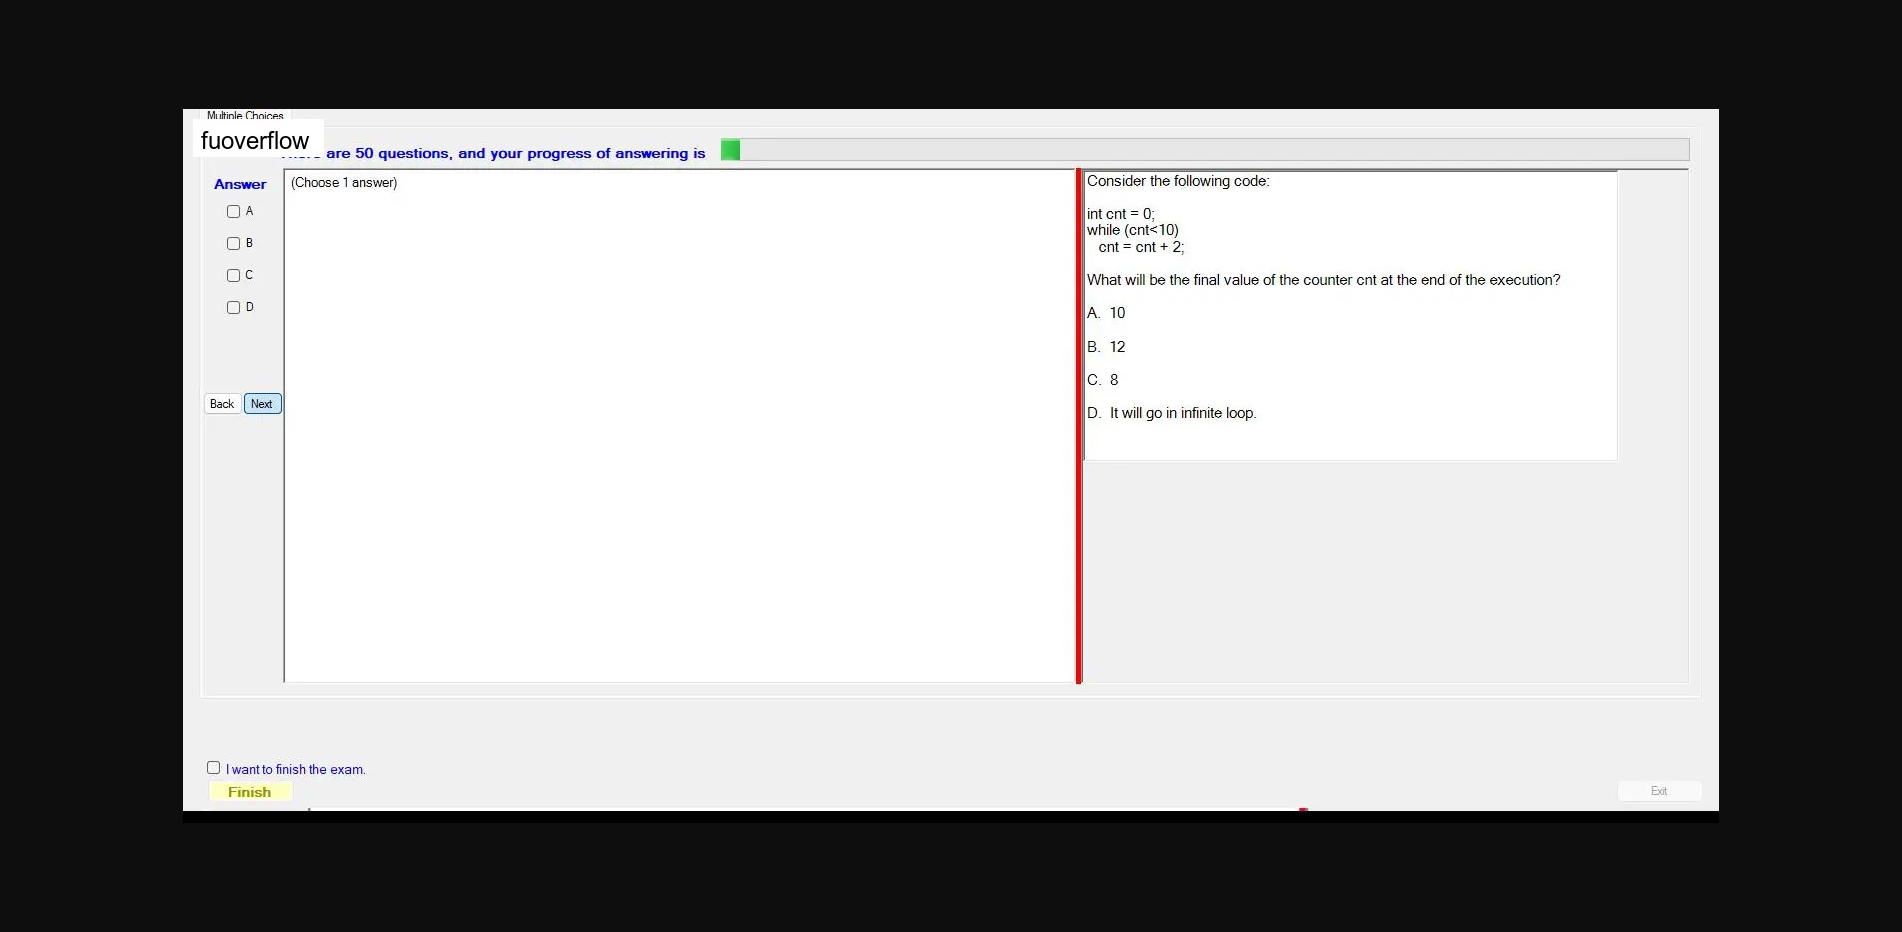 Multiple Choices
fuoverflow
are 50 questions, and your progress of answering is
Answer
A
B
C
D
Back
Next
(Choose 1 answer)
Consider the following code:
int cnt = 0;
while (cnt<10)
cnt = cnt + 2;
What will be the final value of the counter cnt at the end of the execution?
A. 10
B. 12
C. 8
D. It will go in infinite loop.
I want to finish the exam.
Finish
Exit